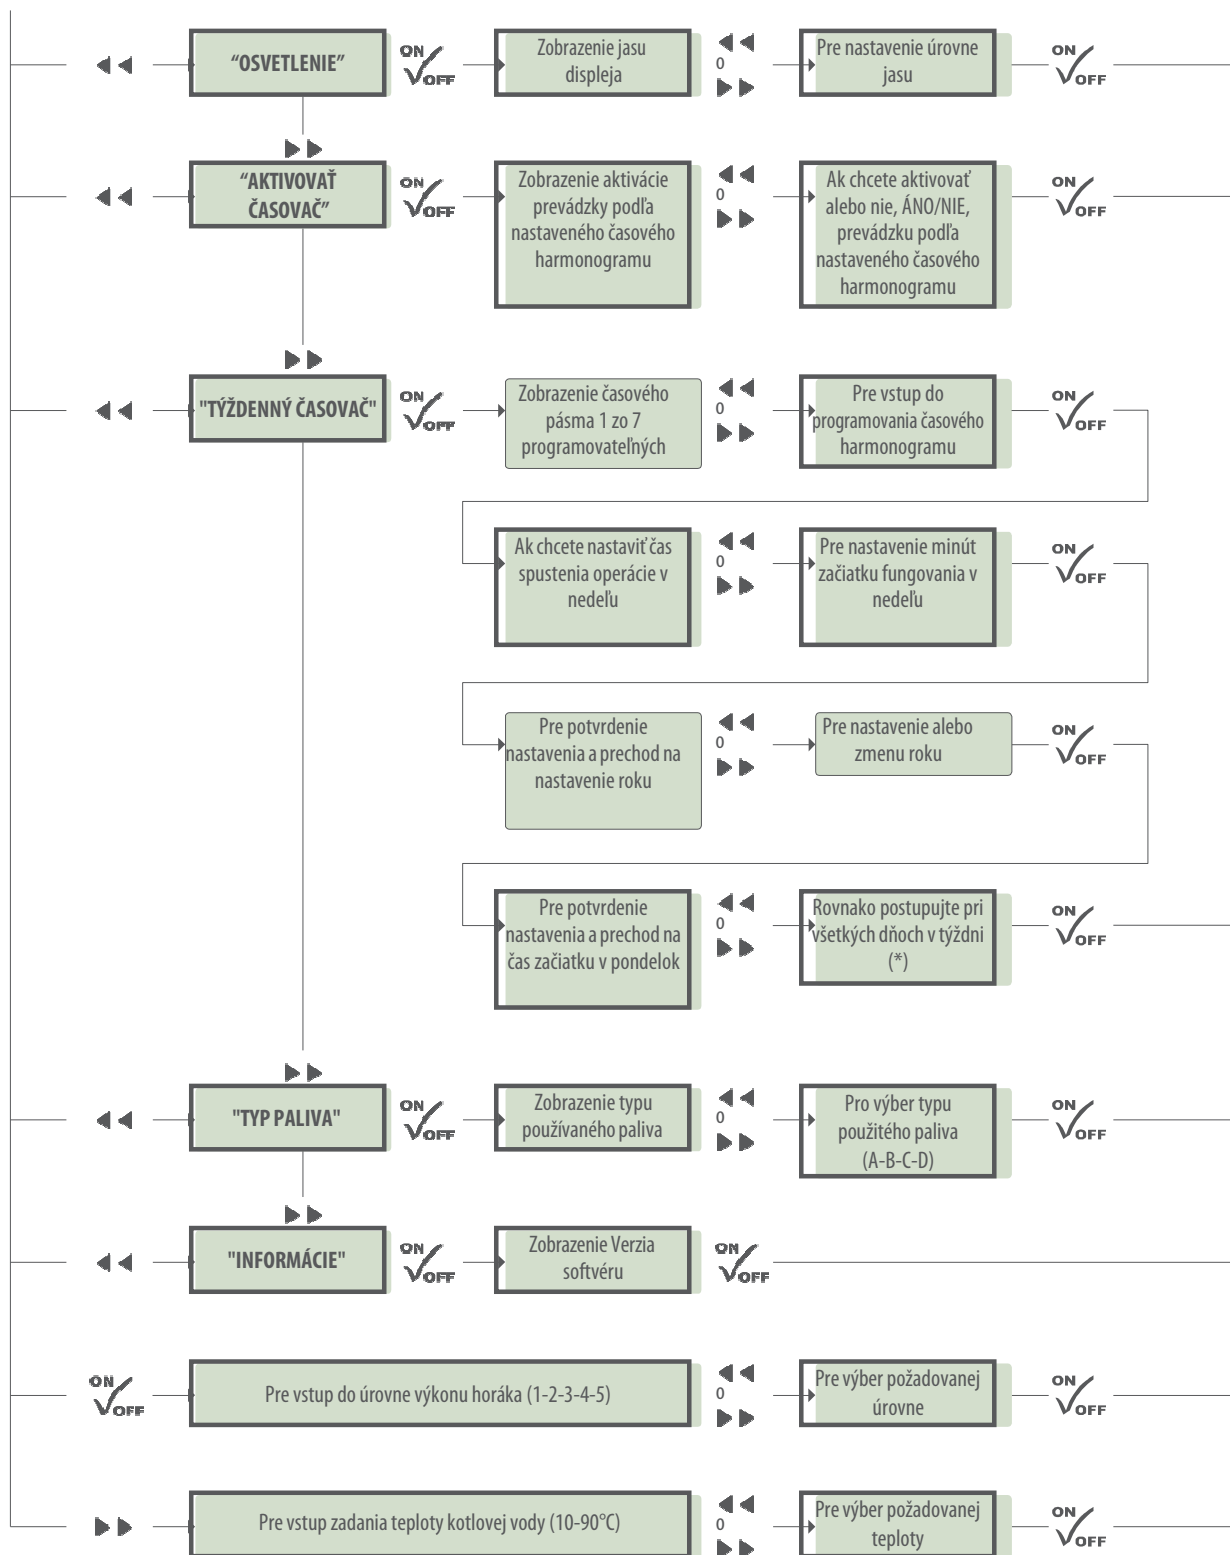 “OSVETLENIE”
ON
OFF
Zobrazenie jasu
displeja
0
Pre nastavenie úrovne
jasu
ON
OFF
“AKTIVOVAŤ
ČASOVAČ”
ON
OFF
Zobrazenie aktivácie
prevádzky podľa
nastaveného časového
harmonogramu
0
Ak chcete aktivovať
alebo nie, ÁNO/NIE,
prevádzku podľa
nastaveného časového
harmonogramu
ON
OFF
"TÝŽDENNÝ ČASOVAČ"
ON
OFF
Zobrazenie časového
pásma 1 zo 7
programovateľných
0
Pre vstup do
programovania časového
harmonogramu
ON
OFF
Ak chcete nastaviť čas
spustenia operácie v
nedeľu
0
Pre nastavenie minút
začiatku fungovania v
nedeľu
ON
OFF
Pre potvrdenie
nastavenia a prechod na
nastavenie roku
0
Pre nastavenie alebo
zmenu roku
ON
OFF
Pre potvrdenie
nastavenia a prechod na
čas začiatku v pondelok
0
Rovnako postupujte pri
všetkých dňoch v týždni
(*)
ON
OFF
"TYP PALIVA"
ON
OFF
Zobrazenie typu
používaného paliva
0
Pro výber typu
použitého paliva
(A-B-C-D)
ON
OFF
"INFORMÁCIE"
ON
OFF
Zobrazenie Verzia
softvéru
ON
OFF
ON
OFF
Pre vstup do úrovne výkonu horáka (1-2-3-4-5)
0
Pre výber požadovanej
úrovne
ON
OFF
Pre vstup zadania teploty kotlovej vody (10-90°C)
0
Pre výber požadovanej
teploty
ON
OFF